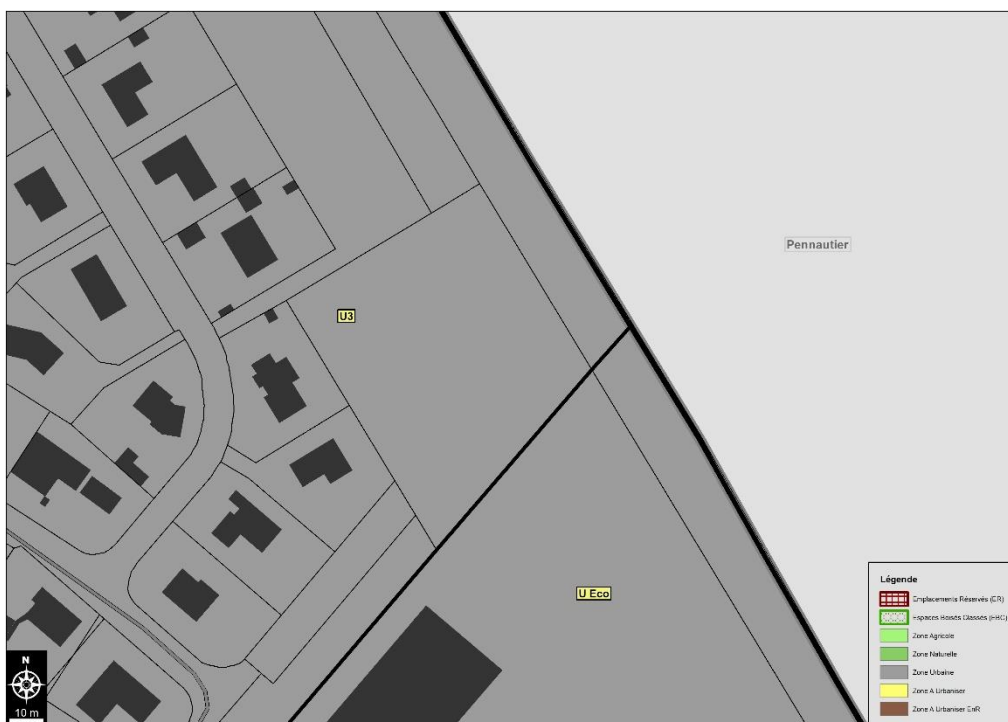 Pennautier
U3
U Eco
Légende
Emplacements Réservés (ER)
Espaces Boisés Classés (EBC)
Zone Agricole
Zone Naturelle
Zone Urbaine
Zone A Urbaniser
Zone A Urbaniser EnR
N
10 m